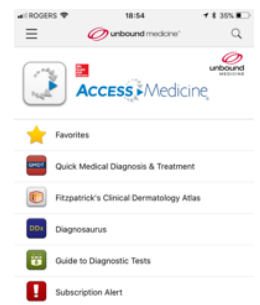 ROGERS 18:54 35%
unbound medicine
unbound
MEDICINE
ACCESS Medicine
Favorites
QMDT Quick Medical Diagnosis & Treatment
Fitzpatrick's Clinical Dermatology Atlas
DDx Diagnosaurus
Guide to Diagnostic Tests
! Subscription Alert